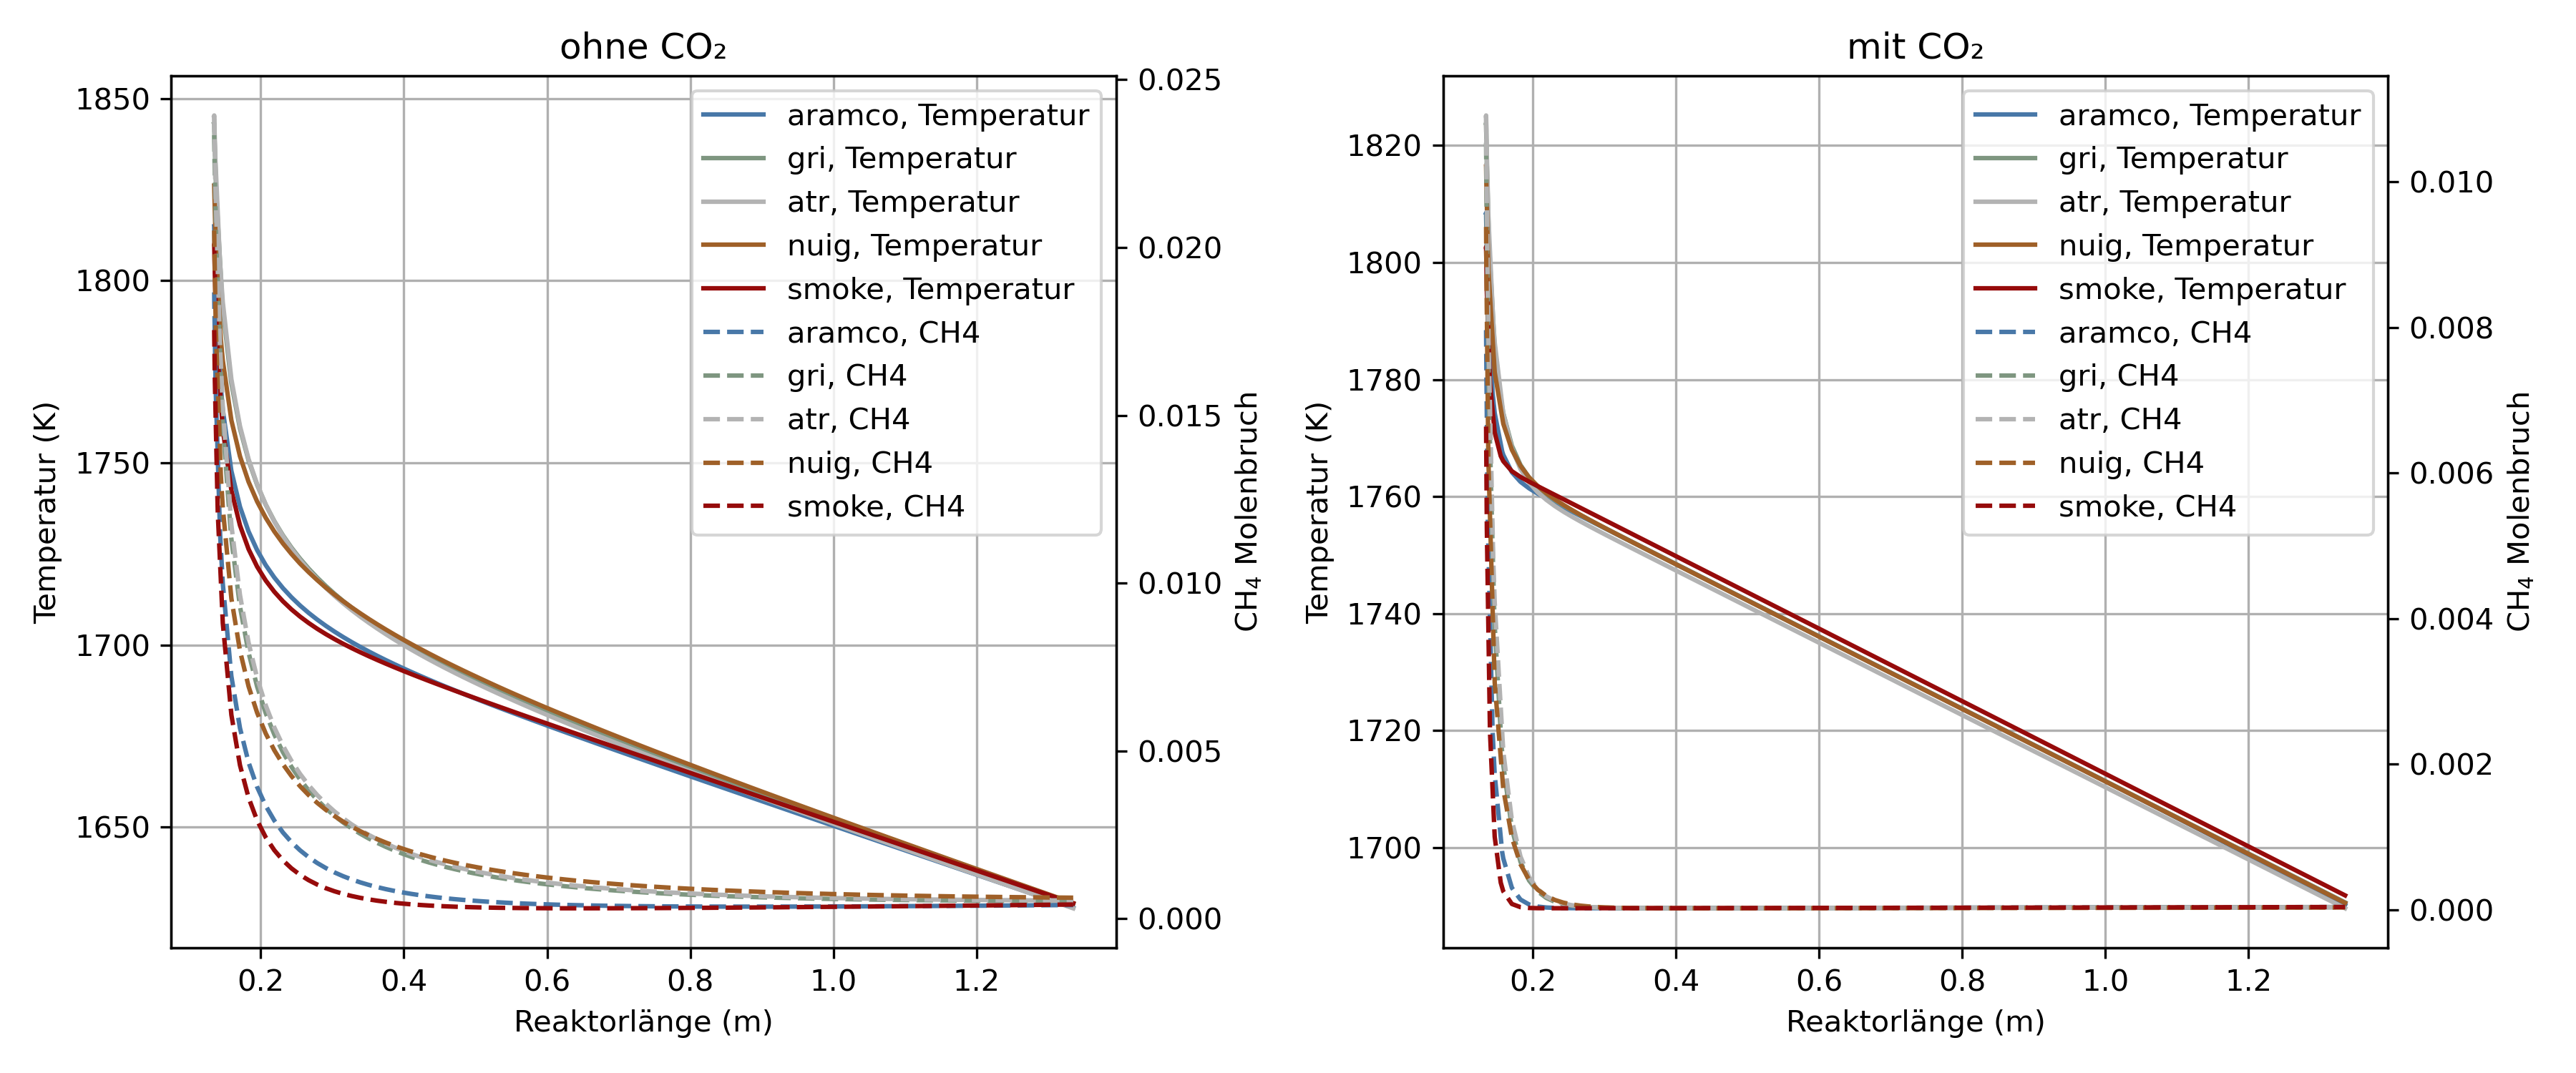 ohne CO₂
1850
1800
1750
1700
1650
Temperatur (K)
aramco, Temperatur
gri, Temperatur
atr, Temperatur
nuig, Temperatur
smoke, Temperatur
aramco, CH4
gri, CH4
atr, CH4
nuig, CH4
smoke, CH4
0.025
0.020
0.015
0.010
0.005
0.000
CH₄ Molenbruch
0.2 0.4 0.6 0.8 1.0 1.2
Reaktorlänge (m)
mit CO₂
1820
1800
1780
1760
1740
1720
1700
Temperatur (K)
aramco, Temperatur
gri, Temperatur
atr, Temperatur
nuig, Temperatur
smoke, Temperatur
aramco, CH4
gri, CH4
atr, CH4
nuig, CH4
smoke, CH4
0.010
0.008
0.006
0.004
0.002
0.000
CH₄ Molenbruch
0.2 0.4 0.6 0.8 1.0 1.2
Reaktorlänge (m)